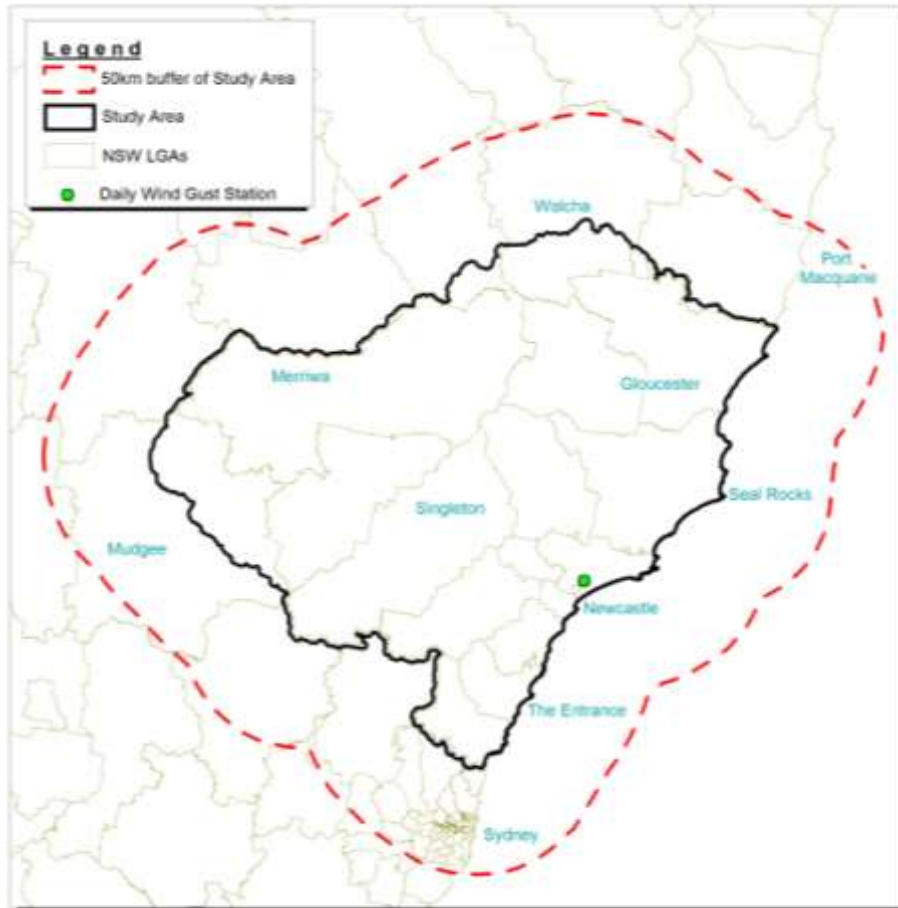 Legend
50km buffer of Study Area
Study Area
NSW LGAs
Daily Wind Gust Station
Walcha
Port
Macquarie
Merriwa
Gloucester
Singleton
Seal Rocks
Mudgee
Newcastle
The Entrance
Sydney